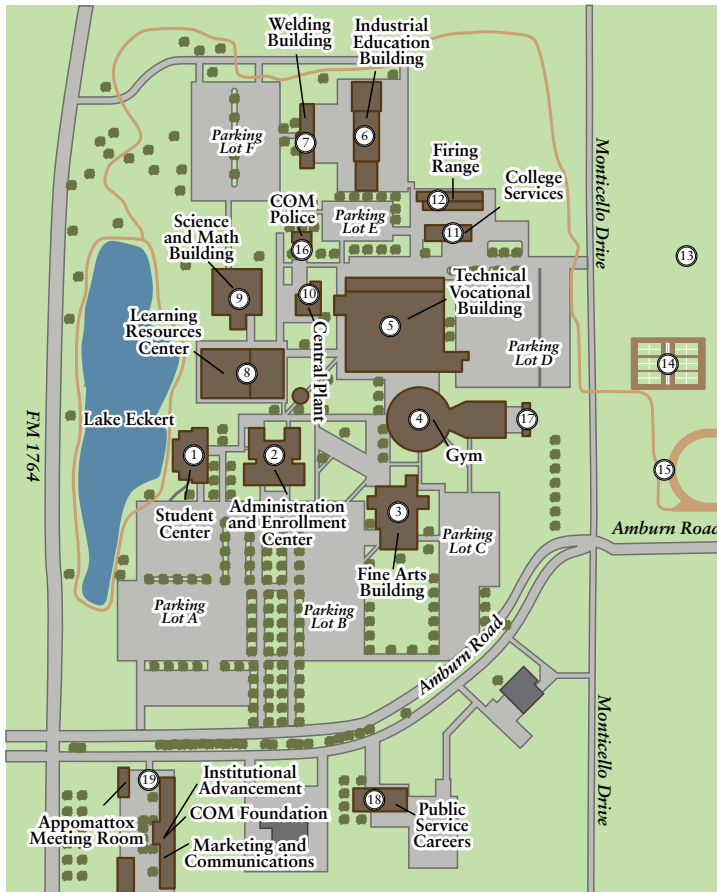 Welding
Building
Industrial
Education
Building
Parking
Lot F
7
6
Firing
Range
College
Services
12
11
COM
Police
16
Parking
Lot E
Monticello Drive
13
Science
and Math
Building
9
10
Central Plant
Technical
Vocational
Building
5
Parking
Lot D
14
Learning
Resources
Center
8
Lake Eckert
FM 1764
4
Gym
17
1
Student
Center
2
Administration
and Enrollment
Center
3
Fine Arts
Building
Parking
Lot C
15
Amburn Road
Parking
Lot A
Parking
Lot B
Amburn Road
Monticello Drive
19
Institutional
Advancement
COM Foundation
Marketing and
Communications
Appomattox
Meeting Room
18
Public
Service
Careers